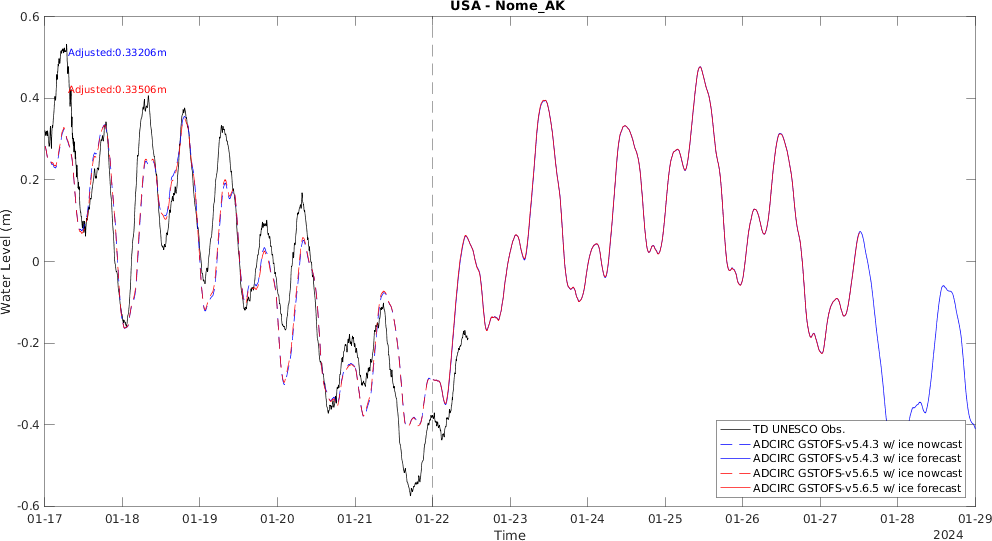 USA - Nome_AK
0.6
Adjusted:0.33206m
Adjusted:0.33506m
0.4
0.2
0
-0.2
-0.4
-0.6
Water Level (m)
TD UNESCO Obs.
ADCIRC GSTOFS-v5.4.3 w/ ice nowcast
ADCIRC GSTOFS-v5.4.3 w/ ice forecast
ADCIRC GSTOFS-v5.6.5 w/ ice nowcast
ADCIRC GSTOFS-v5.6.5 w/ ice forecast
01-17 01-18 01-19 01-20 01-21 01-22 01-23 01-24 01-25 01-26 01-27 01-28 01-29
Time
2024